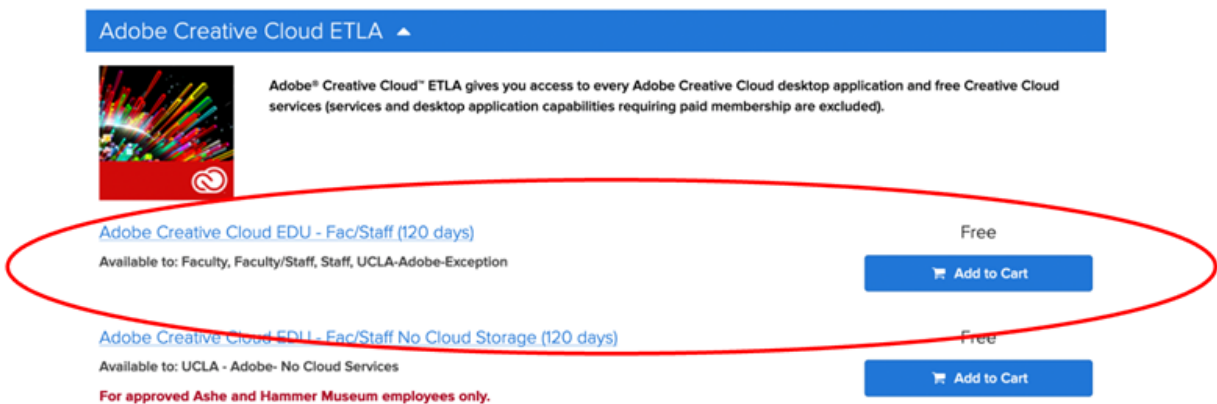 Adobe Creative Cloud ETLA
Adobe® Creative Cloud™ ETLA gives you access to every Adobe Creative Cloud desktop application and free Creative Cloud
services (services and desktop application capabilities requiring paid membership are excluded).
Adobe Creative Cloud EDU - Fac/Staff (120 days)
Free
Available to: Faculty, Faculty/Staff, Staff, UCLA-Adobe-Exception
Add to Cart
Adobe Creative Cloud EDU - Fac/Staff No Cloud Storage (120 days)
Free
Available to: UCLA - Adobe- No Cloud Services
Add to Cart
For approved Ashe and Hammer Museum employees only.